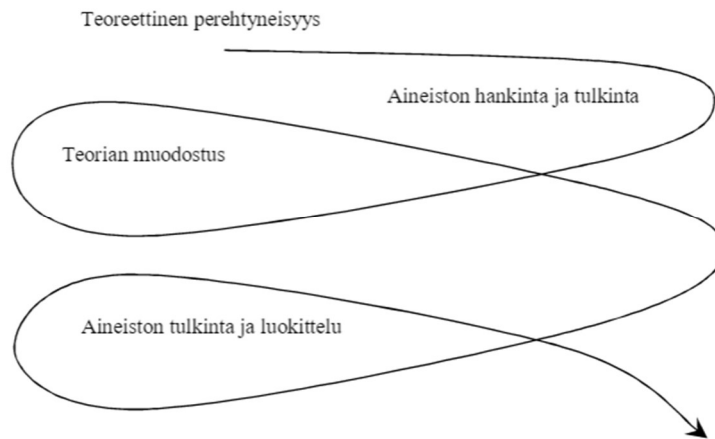 Teoreettinen perehtyneisyys
Aineiston hankinta ja tulkinta
Teorian muodostus
Aineiston tulkinta ja luokittelu